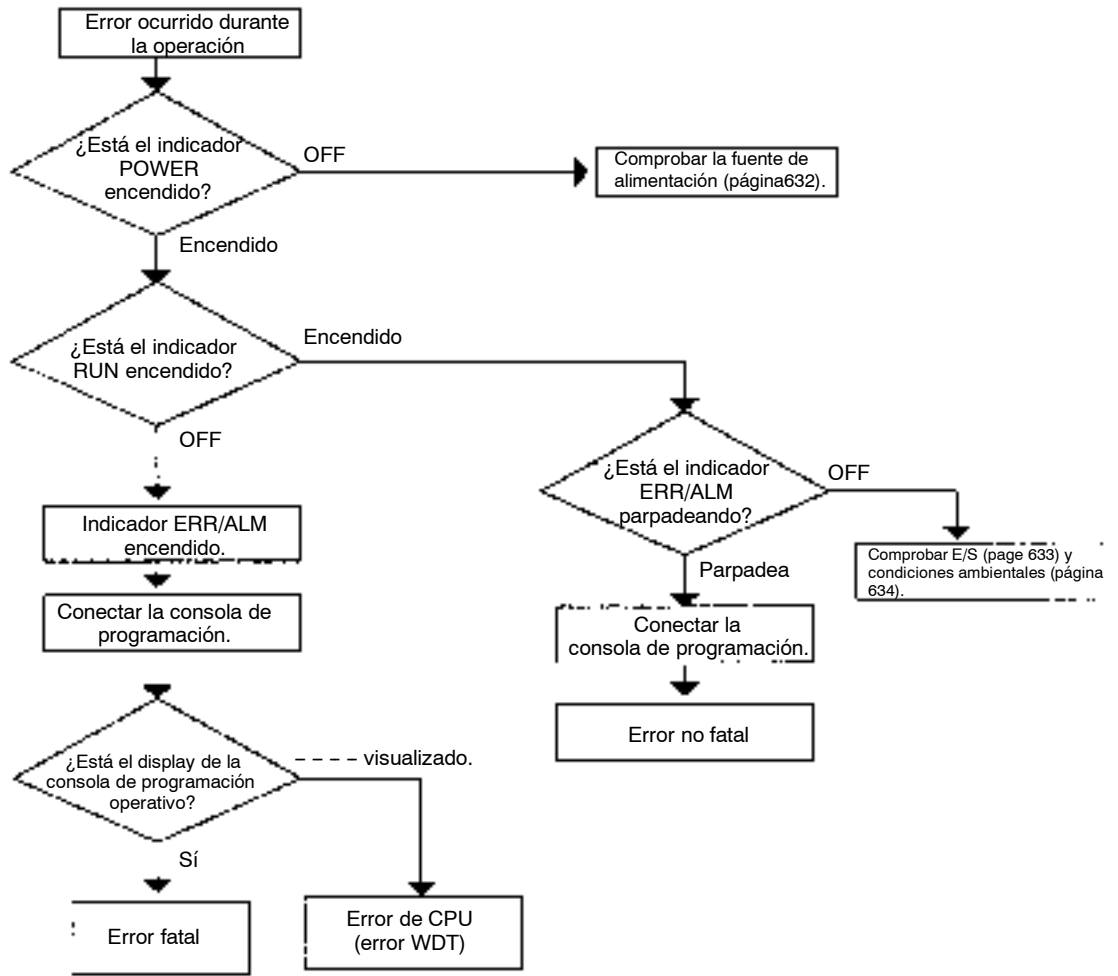 Error ocurrido durante
la operación
¿Está el indicador
POWER
encendido?
OFF
Comprobar la fuente de
alimentación (página632).
Encendido
¿Está el indicador
RUN encendido?
Encendido
OFF
¿Está el indicador
ERR/ALM
parpadeando?
OFF
Indicador ERR/ALM
encendido.
Comprobar E/S (page 633) y
condiciones ambientales (página
634).
Parpadea
Conectar la consola de
programación.
Conectar la
consola de programación.
Error no fatal
¿Está el display de la
consola de programación
operativo?
– – – – visualizado.
Sí
Error fatal
Error de CPU
(error WDT)